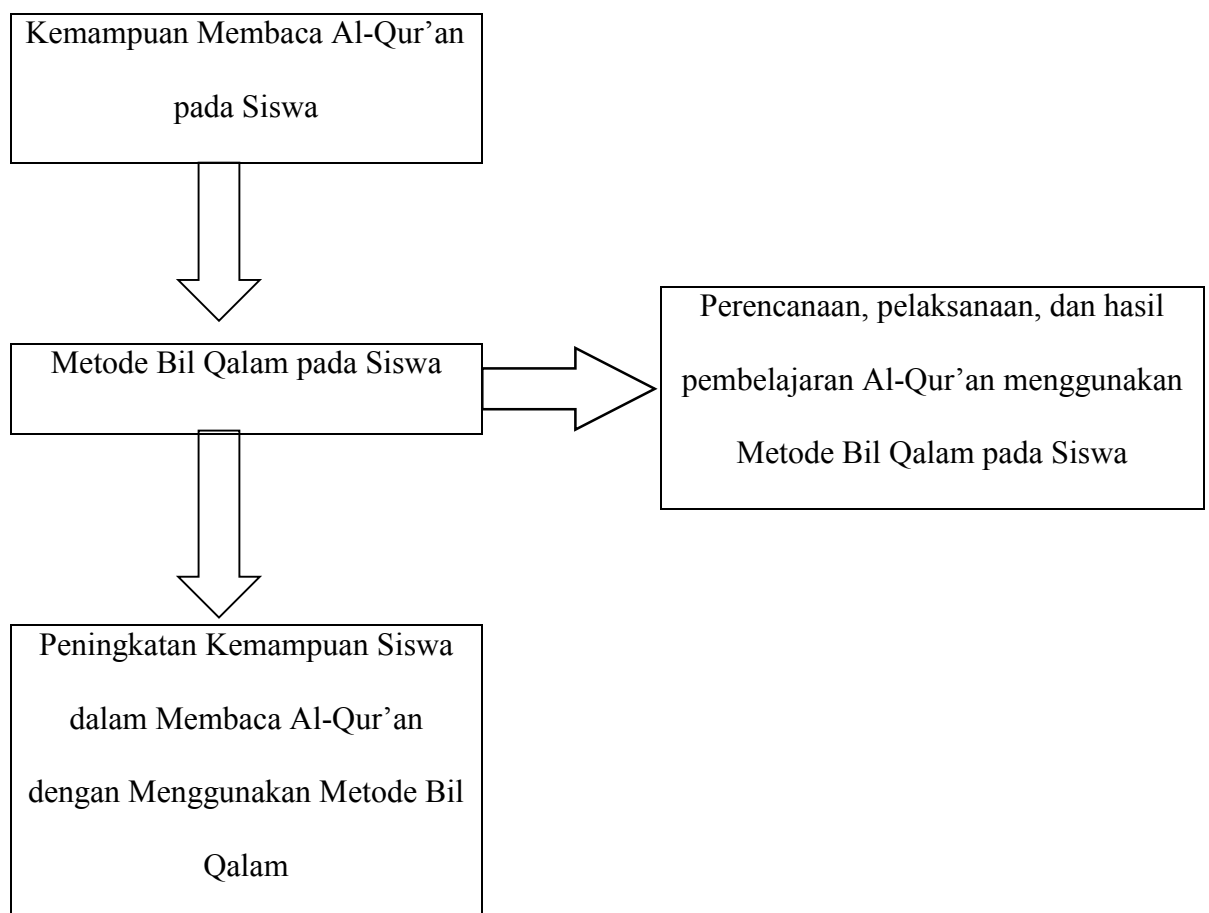 Kemampuan Membaca Al-Qur’an
pada Siswa
Metode Bil Qalam pada Siswa
Perencanaan, pelaksanaan, dan hasil
pembelajaran Al-Qur’an menggunakan
Metode Bil Qalam pada Siswa
Peningkatan Kemampuan Siswa
dalam Membaca Al-Qur’an
dengan Menggunakan Metode Bil
Qalam